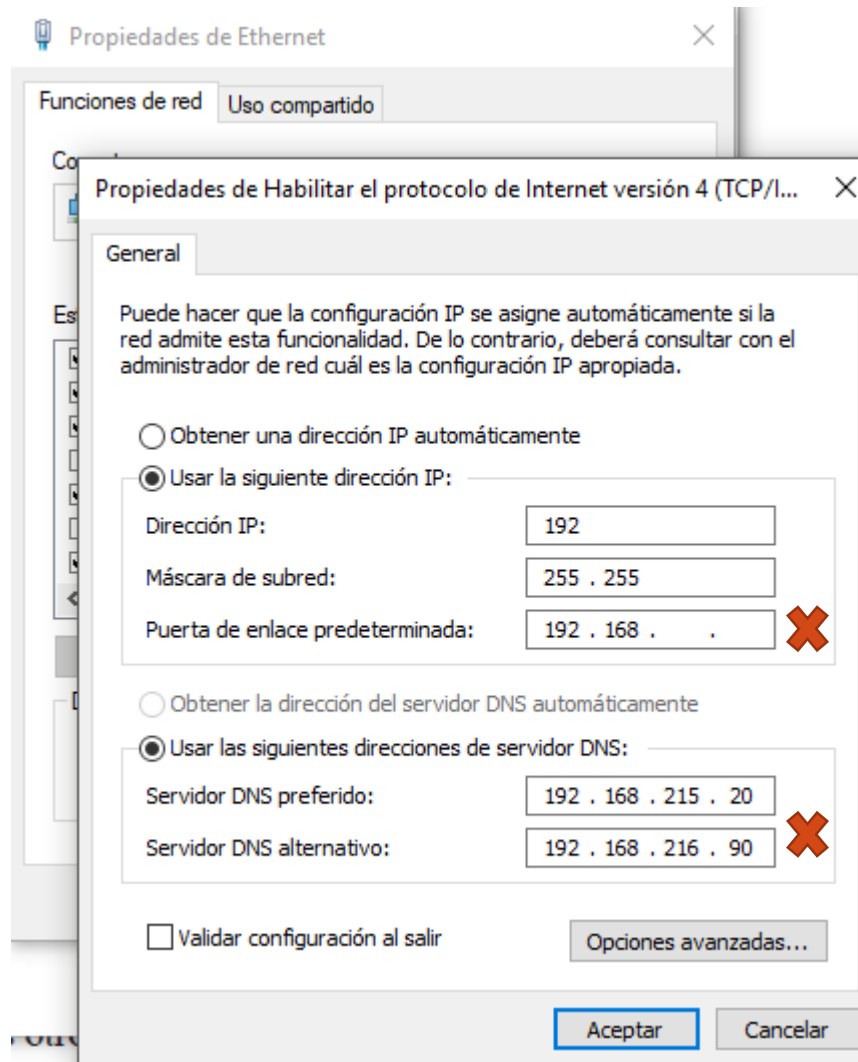 Propiedades de Ethernet
Funciones de red
Uso compartido
Propiedades de Habilitar el protocolo de Internet versión 4 (TCP/I...
General
Puede hacer que la configuración IP se asigne automáticamente si la
red admite esta funcionalidad. De lo contrario, deberá consultar con el
administrador de red cuál es la configuración IP apropiada.
Obtener una dirección IP automáticamente
Usar la siguiente dirección IP:
Dirección IP:
192
Máscara de subred:
255 . 255
Puerta de enlace predeterminada:
192 . 168 . .
Obtener la dirección del servidor DNS automáticamente
Usar las siguientes direcciones de servidor DNS:
Servidor DNS preferido:
192 . 168 . 215 . 20
Servidor DNS alternativo:
192 . 168 . 216 . 90
Validar configuración al salir
Opciones avanzadas...
Aceptar
Cancelar